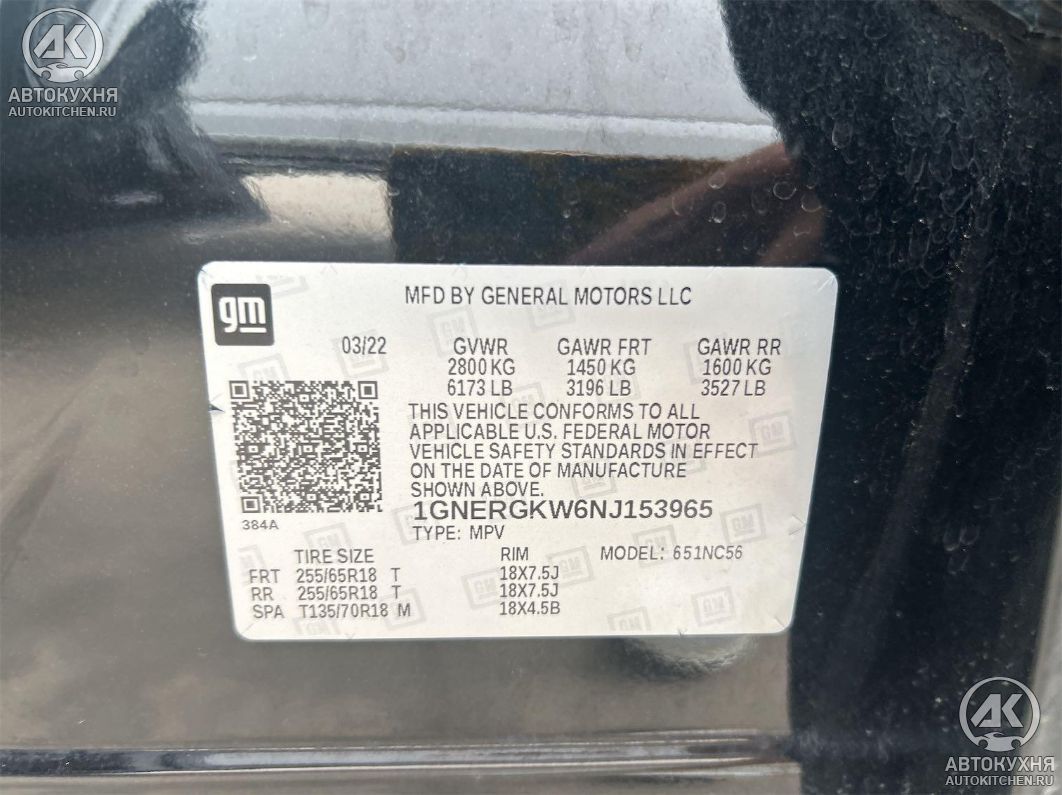 АК
АВТОКУХНЯ
AUTOKITCHEN.RU
gm
MFD BY GENERAL MOTORS LLC
03/22 GVWR GAWR FRT GAWR RR
2800 KG 1450 KG 1600 KG
6173 LB 3196 LB 3527 LB
THIS VEHICLE CONFORMS TO ALL
APPLICABLE U.S. FEDERAL MOTOR
VEHICLE SAFETY STANDARDS IN EFFECT
ON THE DATE OF MANUFACTURE
SHOWN ABOVE.
384A
1GNERGKW6NJ153965
TYPE: MPV
TIRE SIZE RIM MODEL: 651NC56
FRT 255/65R18 T 18X7.5J
RR 255/65R18 T 18X7.5J
SPA T135/70R18 M 18X4.5B
АК
АВТОКУХНЯ
AUTOKITCHEN.RU